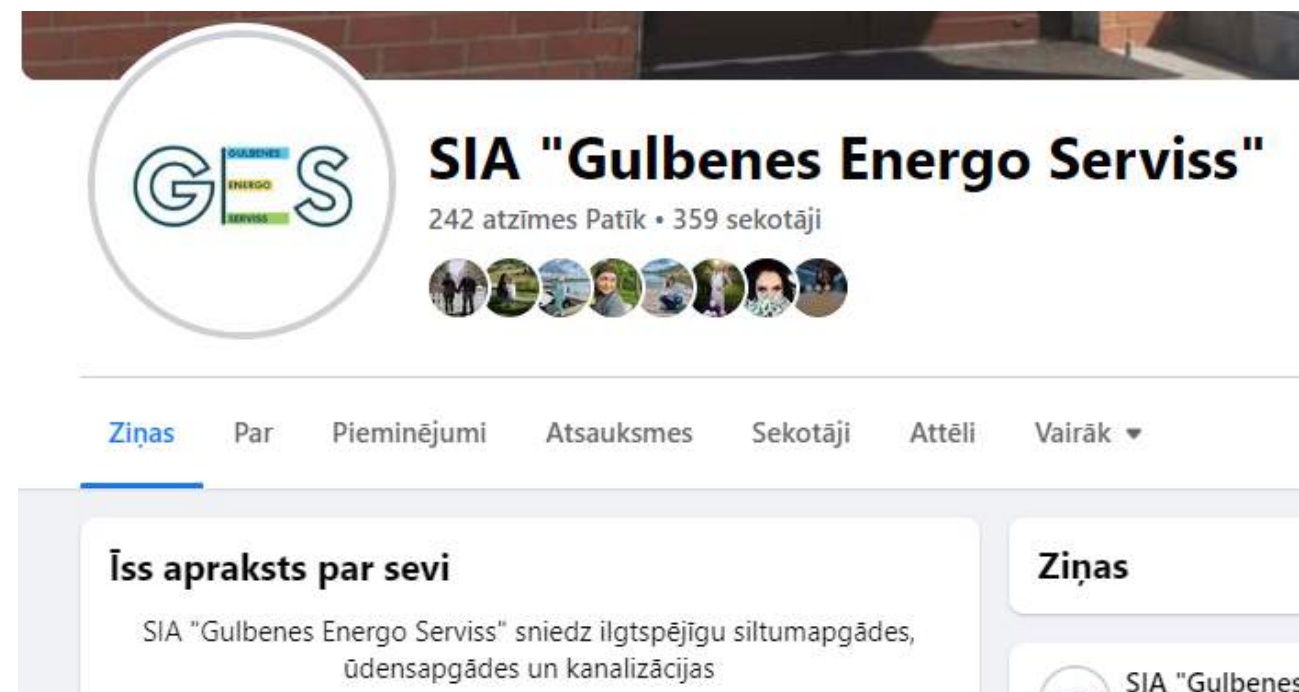 GES
GULBENES
ENERGO
SERVISS
SIA "Gulbenes Energo Serviss"
242 atzīmes Patīk • 359 sekotāji
Ziņas Par Pieminējumi Atsauksmes Sekotāji Attēli Vairāk
Īss apraksts par sevi
SIA "Gulbenes Energo Serviss" sniedz ilgtspējīgu siltumapgādes,
ūdensapgādes un kanalizācijas
Ziņas
SIA "Gulbenes